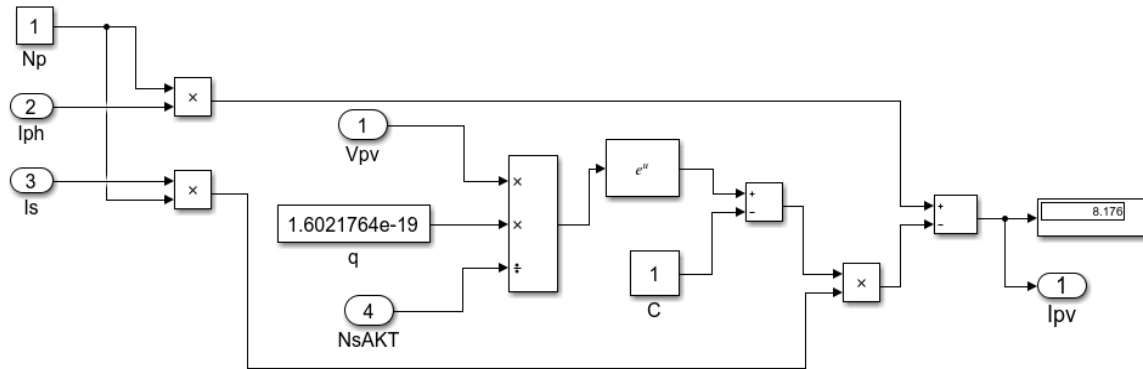 1
Np
×
2
Iph
3
Is
×
1
Vpv
1.6021764e-19
q
4
NsAKT
×
×
÷
e^u
+
−
1
C
×
+
−
8.176
1
Ipv